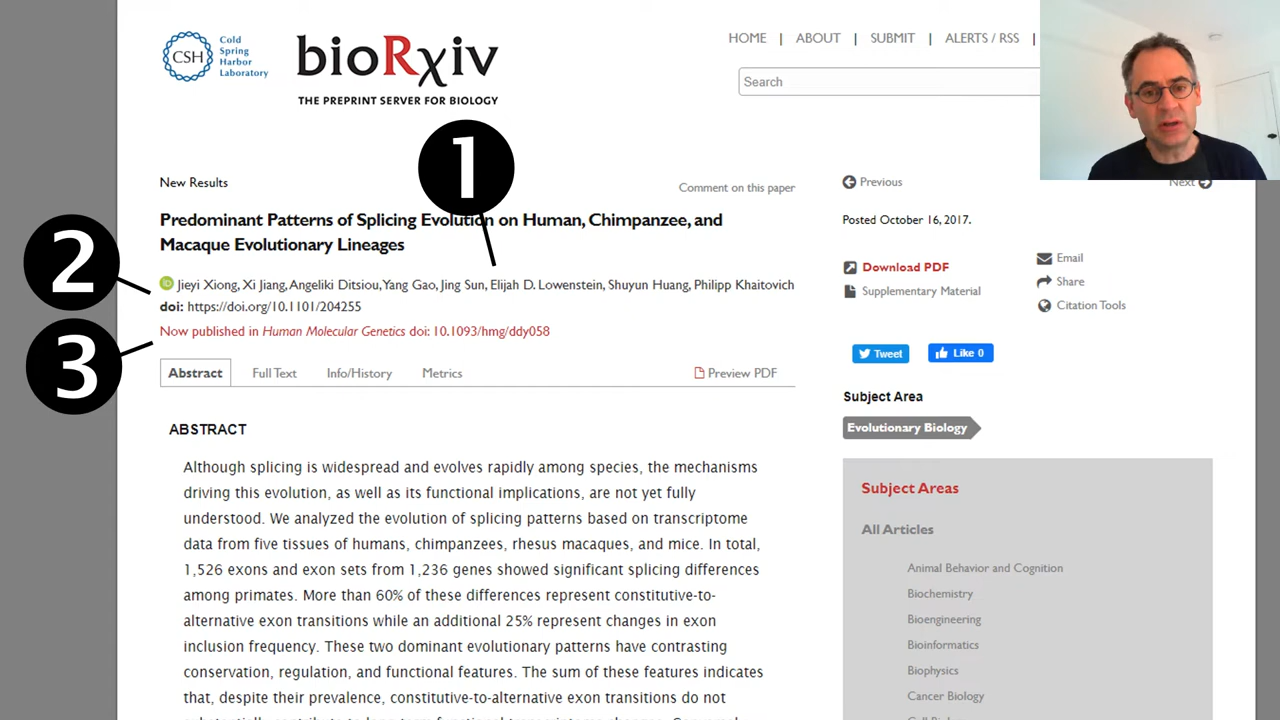 CSH
Cold
Spring
Harbor
Laboratory
bioRxiv
THE PREPRINT SERVER FOR BIOLOGY
HOME | ABOUT | SUBMIT | ALERTS / RSS |
Search
1
New Results
Comment on this paper
Previous
Next
Predominant Patterns of Splicing Evolution on Human, Chimpanzee, and
Macaque Evolutionary Lineages
Posted October 16, 2017.
2
iD Jieyi Xiong, Xi Jiang, Angeliki Ditsiou, Yang Gao, Jing Sun, Elijah D. Lowenstein, Shuyun Huang, Philipp Khaitovich
doi: https://doi.org/10.1101/204255
3
Now published in Human Molecular Genetics doi: 10.1093/hmg/ddy058
Download PDF
Supplementary Material
Email
Share
Citation Tools
Tweet
Like 0
Abstract Full Text Info/History Metrics Preview PDF
Subject Area
Evolutionary Biology
ABSTRACT
Although splicing is widespread and evolves rapidly among species, the mechanisms
driving this evolution, as well as its functional implications, are not yet fully
understood. We analyzed the evolution of splicing patterns based on transcriptome
data from five tissues of humans, chimpanzees, rhesus macaques, and mice. In total,
1,526 exons and exon sets from 1,236 genes showed significant splicing differences
among primates. More than 60% of these differences represent constitutive-to-
alternative exon transitions while an additional 25% represent changes in exon
inclusion frequency. These two dominant evolutionary patterns have contrasting
conservation, regulation, and functional features. The sum of these features indicates
that, despite their prevalence, constitutive-to-alternative exon transitions do not
Subject Areas
All Articles
Animal Behavior and Cognition
Biochemistry
Bioengineering
Bioinformatics
Biophysics
Cancer Biology